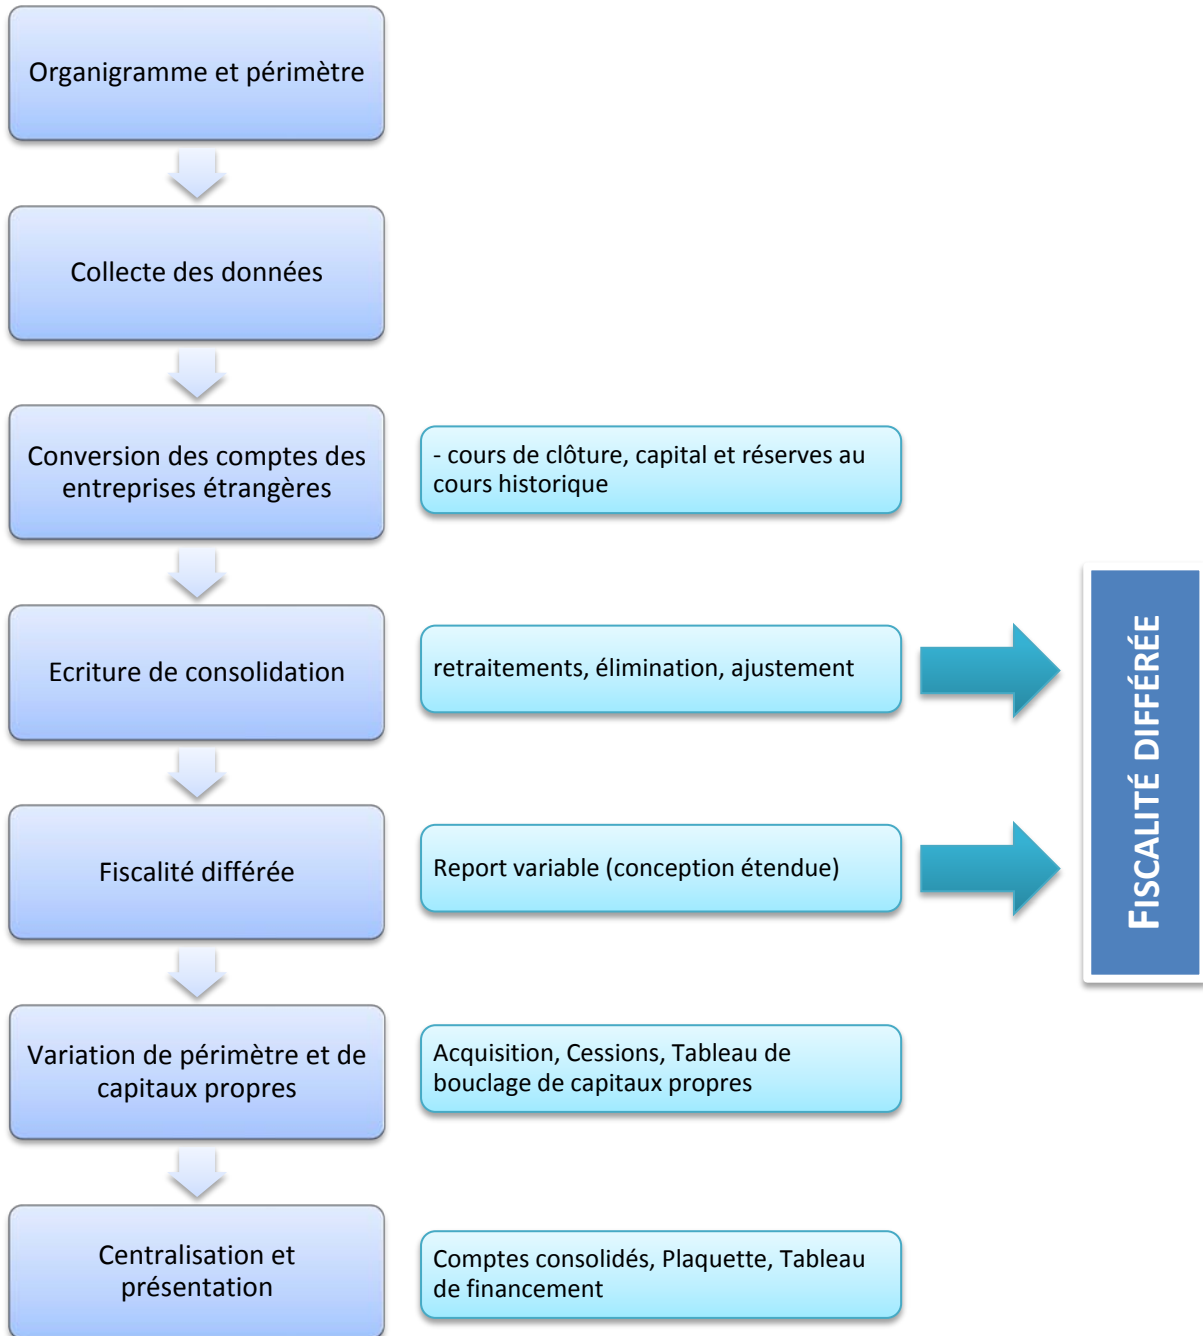 Organigramme et périmètre
Collecte des données
Conversion des comptes des
entreprises étrangères
- cours de clôture, capital et réserves au
cours historique
Ecriture de consolidation
retraitements, élimination, ajustement
Fiscalité différée
Report variable (conception étendue)
FISCALITÉ DIFFÉRÉE
Variation de périmètre et de
capitaux propres
Acquisition, Cessions, Tableau de
bouclage de capitaux propres
Centralisation et
présentation
Comptes consolidés, Plaquette, Tableau
de financement